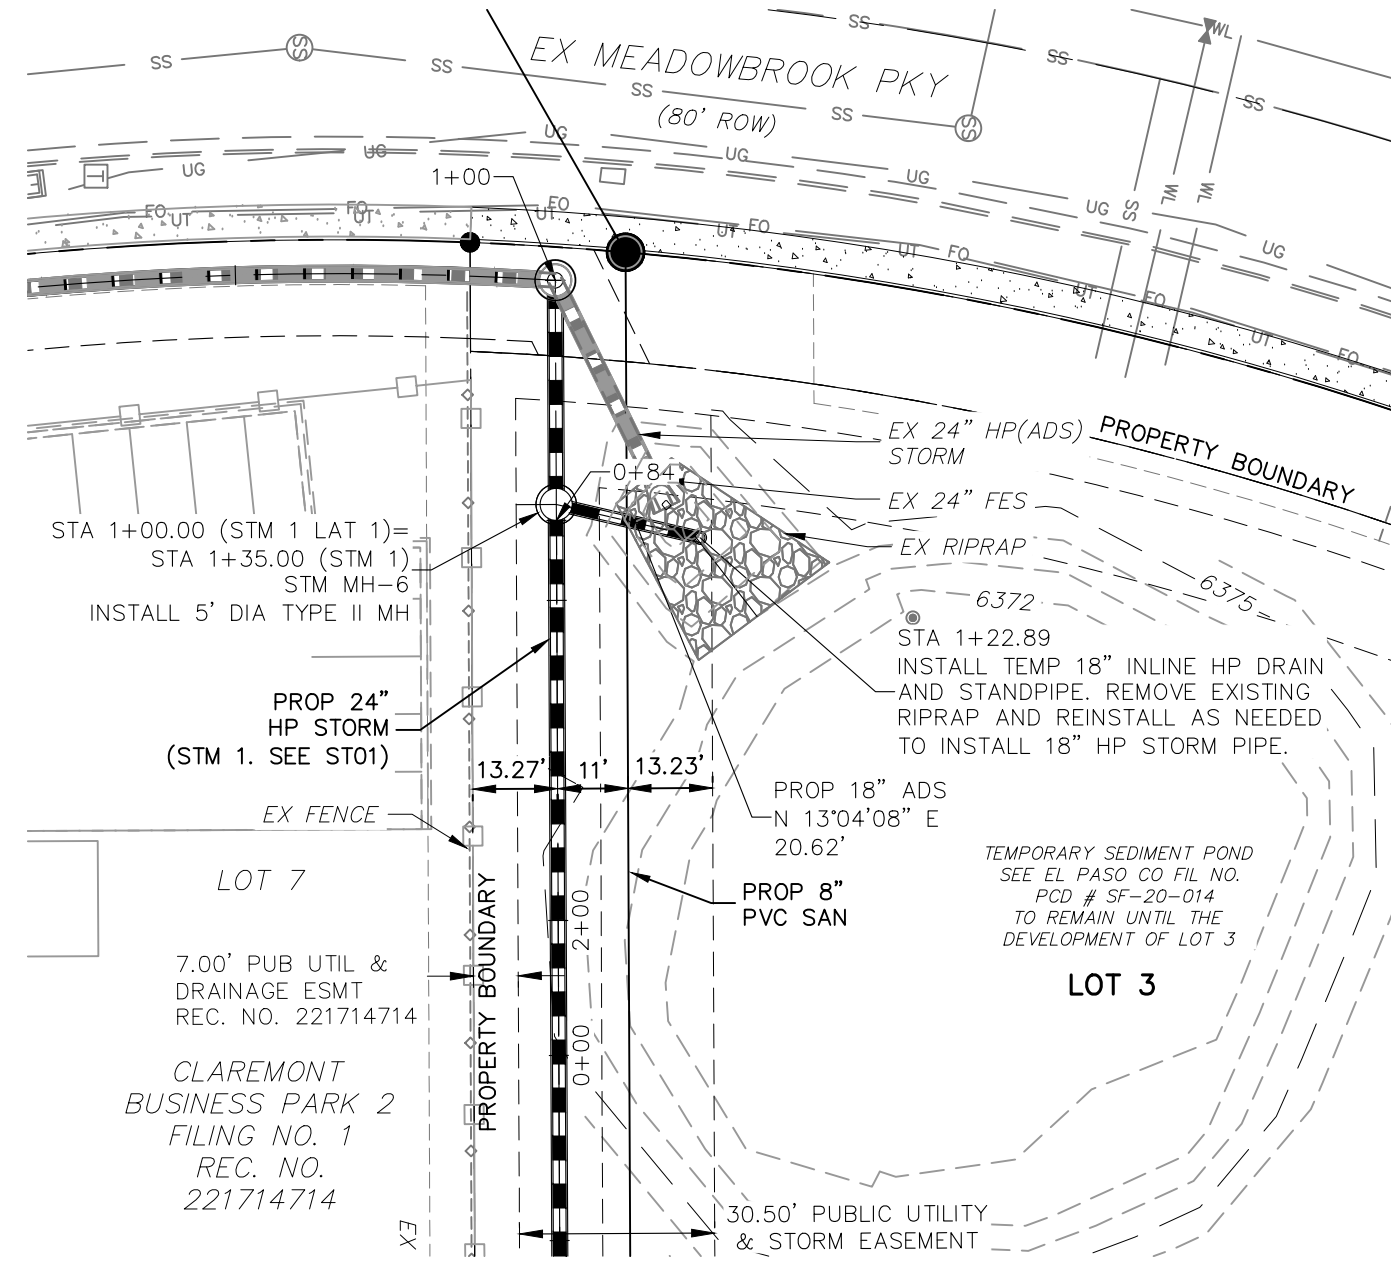 EX MEADOWBROOK PKY
(80' ROW)
SS
SS
SS
SS
SS
SS
SS
SS
SS
SS
SS
WL
WL
WL
UG
UG
UG
UG
UG
UG
UG
T
E
1+00
FO
UT
FO
UT
FO
UT
UT
FO
UT
FO
UT
FO
UT
FO
EX 24" HP(ADS)
STORM
PROPERTY BOUNDARY
0+84
EX 24" FES
EX RIPRAP
6372
6375
STA 1+00.00 (STM 1 LAT 1)=
STA 1+35.00 (STM 1)
STM MH-6
INSTALL 5' DIA TYPE II MH
STA 1+22.89
INSTALL TEMP 18" INLINE HP DRAIN
AND STANDPIPE. REMOVE EXISTING
RIPRAP AND REINSTALL AS NEEDED
TO INSTALL 18" HP STORM PIPE.
PROP 24"
HP STORM
(STM 1. SEE ST01)
13.27'
11'
13.23'
PROP 18" ADS
N 13°04'08" E
20.62'
EX FENCE
TEMPORARY SEDIMENT POND
SEE EL PASO CO FIL NO.
PCD # SF-20-014
TO REMAIN UNTIL THE
DEVELOPMENT OF LOT 3
LOT 3
LOT 7
PROP 8"
PVC SAN
PROPERTY BOUNDARY
2+00
0+00
7.00' PUB UTIL &
DRAINAGE ESMT
REC. NO. 221714714
CLAREMONT
BUSINESS PARK 2
FILING NO. 1
REC. NO.
221714714
EX
30.50' PUBLIC UTILITY
& STORM EASEMENT